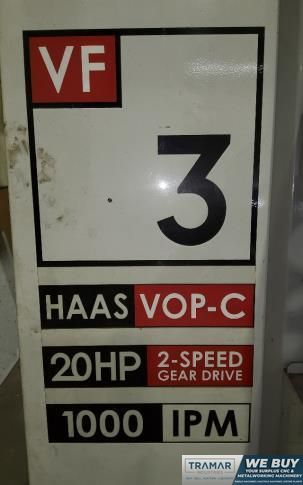 VF
3
HAAS VOP-C
20HP 2-SPEED
GEAR DRIVE
1000 IPM
TRAMAR
INDUSTRIES
WE BUY
YOUR SURPLUS CNC &
METALWORKING MACHINERY